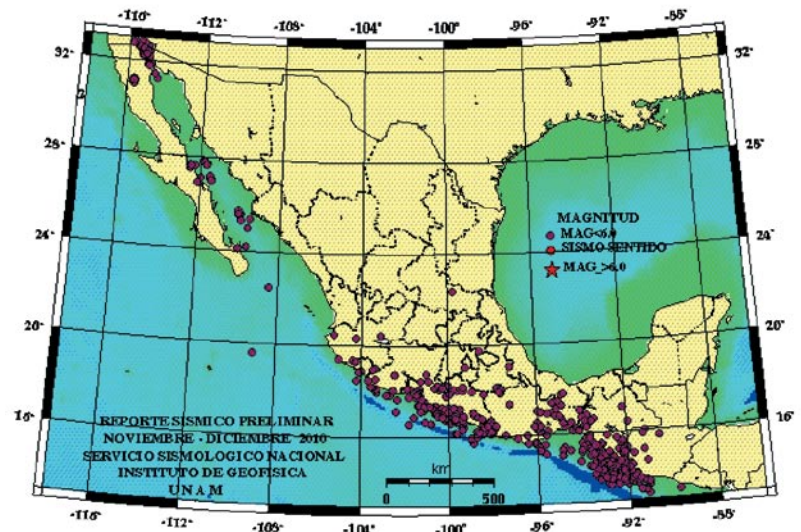 -116° -112° -108° -104° -100° -96° -92° -88°
32° 32°
28° 28°
24° 24°
MAGNITUD
MAG<6.0
SISMO SENTIDO
MAG_>6.0
20° 20°
16° 16°
REPORTE SISMICO PRELIMINAR
NOVIEMBRE - DICIEMBRE 2010
SERVICIO SISMOLOGICO NACIONAL
INSTITUTO DE GEOFISICA
UNAM
km
0 500
-116° -112° -108° -104° -100° -96° -92° -88°